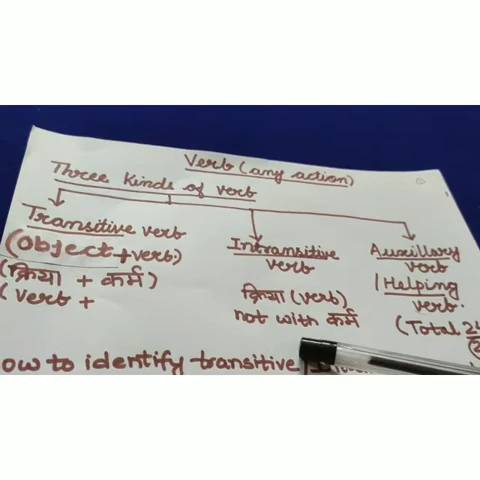 Verb (any action)
Three Kinds of verb
Transitive verb
(Object + verb)
(क्रिया + कर्म)
(verb +
Intransitive
verb
क्रिया (verb)
not with कर्म
Auxillary
verb
/Helping
verb.
(Total 24
ow to identify transitive